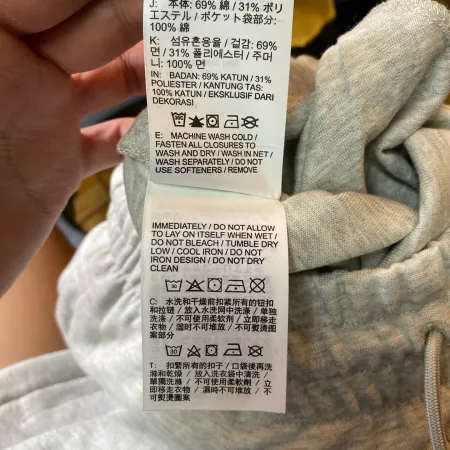 J: 本体: 69% 綿 / 31% ポリ
エステル / ポケット袋部分:
100% 綿
K: 섬유혼용율 / 겉감: 69%
면 / 31% 폴리에스터 / 주머
니: 100% 면
IN: BADAN: 69% KATUN / 31%
POLIESTER / KANTUNG TAS:
100% KATUN / EKSKLUSIF DARI
DEKORASI
E: MACHINE WASH COLD /
FASTEN ALL CLOSURES TO
WASH AND DRY / WASH IN NET /
WASH SEPARATELY / DO NOT
USE SOFTENERS / REMOVE
IMMEDIATELY / DO NOT ALLOW
TO LAY ON ITSELF WHEN WET /
DO NOT BLEACH / TUMBLE DRY
LOW / COOL IRON / DO NOT
IRON DESIGN / DO NOT DRY
CLEAN
30
C: 水洗和干燥前扣紧所有的钮扣
和拉链 / 放入水洗网中洗涤 / 单独
洗涤 / 不可使用柔软剂 / 立即移走
衣物 / 湿时不可堆放 / 不可熨烫图
案部分
30
T: 扣緊所有的扣子 / 口袋後再洗
滌和乾燥 / 放入洗衣袋中清洗 /
單獨洗滌 / 不可使用柔軟劑 / 立
即移走衣物 / 濕時不可堆放 / 不
可熨燙圖案